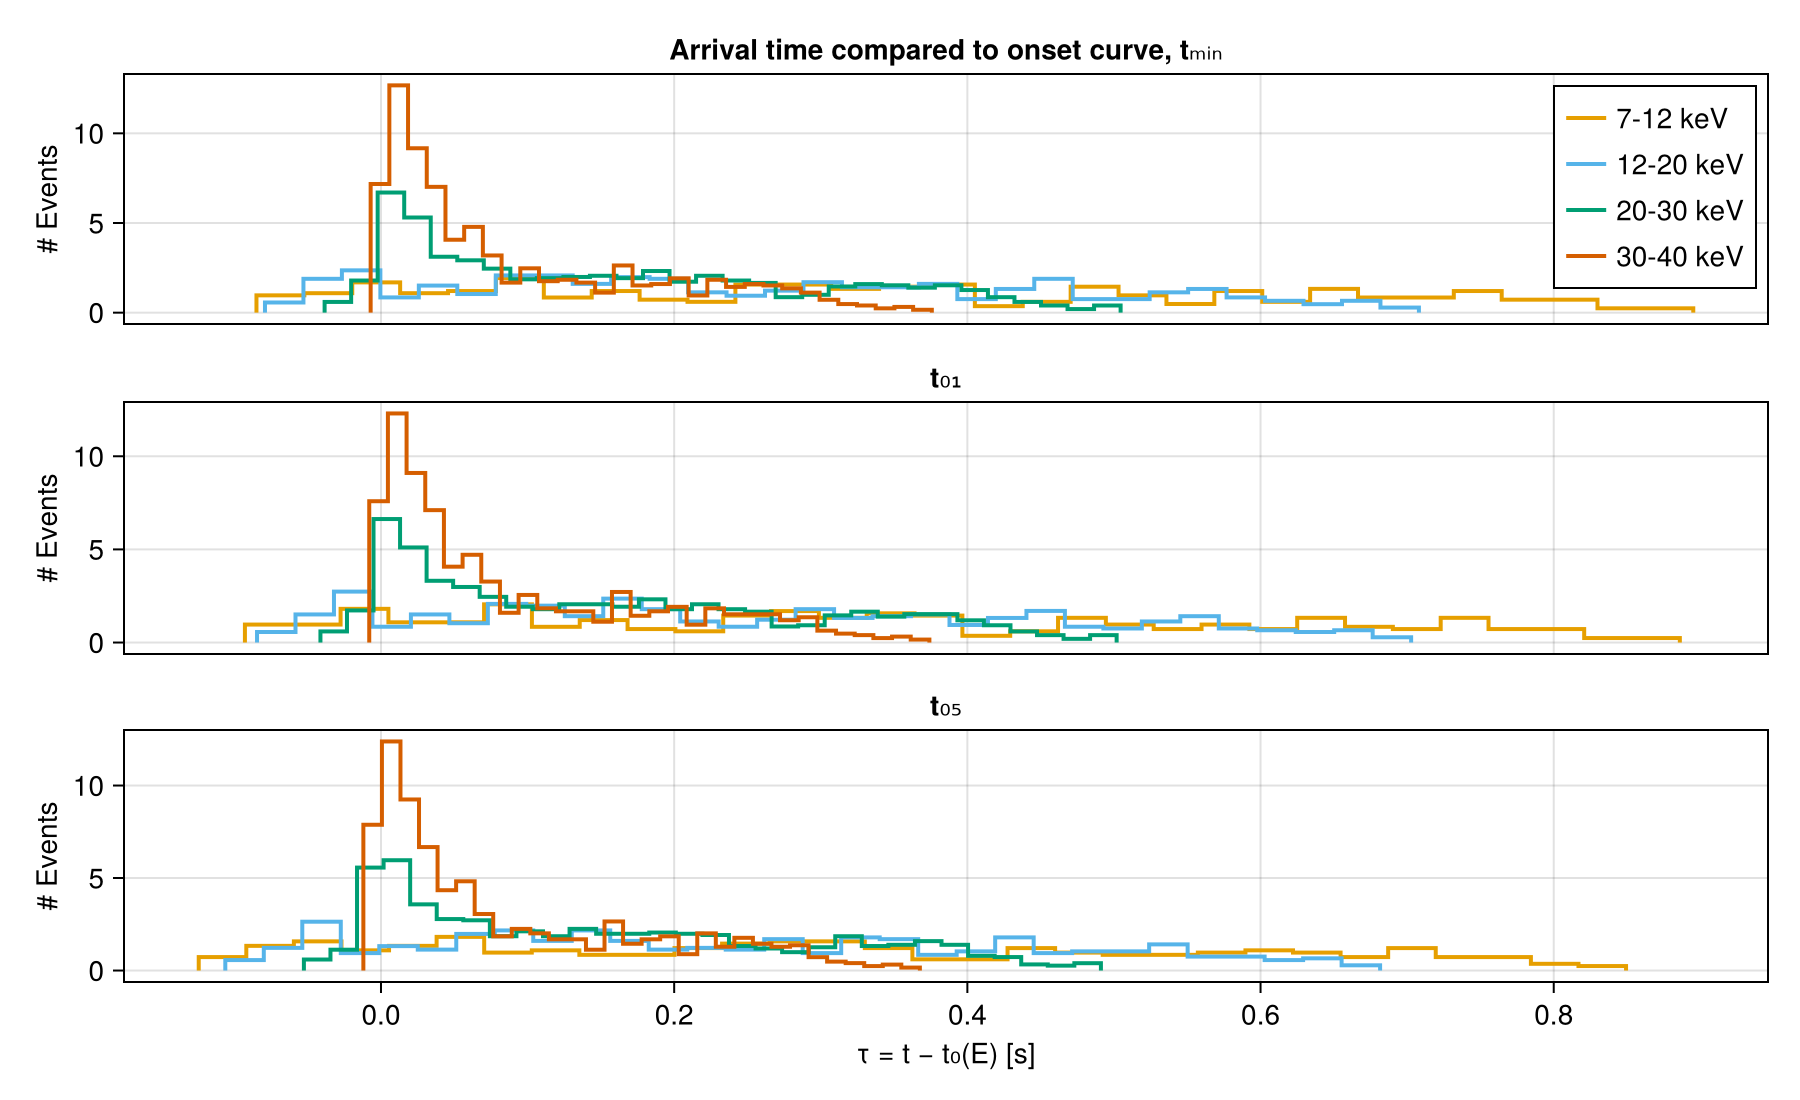 Arrival time compared to onset curve, tₘᵢₙ
# Events
10
5
0
7-12 keV
12-20 keV
20-30 keV
30-40 keV
t₀₁
# Events
10
5
0
t₀₅
# Events
10
5
0
0.0 0.2 0.4 0.6 0.8
τ = t − t₀(E) [s]